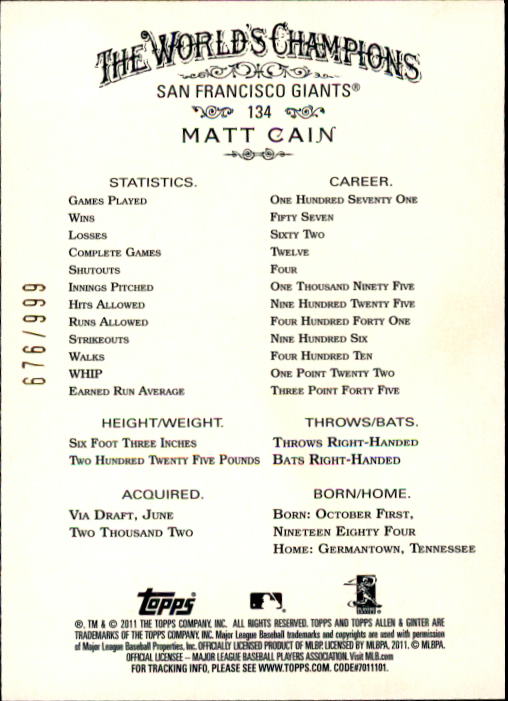 THE WORLD'S CHAMPIONS
SAN FRANCISCO GIANTS®
134
MATT CAIN
STATISTICS. CAREER.
GAMES PLAYED ONE HUNDRED SEVENTY ONE
WINS FIFTY SEVEN
LOSSES SIXTY TWO
COMPLETE GAMES TWELVE
SHUTOUTS FOUR
INNINGS PITCHED ONE THOUSAND NINETY FIVE
HITS ALLOWED NINE HUNDRED TWENTY FIVE
RUNS ALLOWED FOUR HUNDRED FORTY ONE
STRIKEOUTS NINE HUNDRED SIX
WALKS FOUR HUNDRED TEN
WHIP ONE POINT TWENTY TWO
EARNED RUN AVERAGE THREE POINT FORTY FIVE
676/999
HEIGHT/WEIGHT. THROWS/BATS.
SIX FOOT THREE INCHES THROWS RIGHT-HANDED
TWO HUNDRED TWENTY FIVE POUNDS BATS RIGHT-HANDED
ACQUIRED. BORN/HOME.
VIA DRAFT, JUNE BORN: OCTOBER FIRST,
TWO THOUSAND TWO NINETEEN EIGHTY FOUR
HOME: GERMANTOWN, TENNESSEE
Topps
®, TM & © 2011 THE TOPPS COMPANY, INC. ALL RIGHTS RESERVED. TOPPS AND TOPPS ALLEN & GINTER ARE
TRADEMARKS OF THE TOPPS COMPANY, INC. Major League Baseball trademarks and copyrights are used with permission
of Major League Baseball Properties, Inc. OFFICIALLY LICENSED PRODUCT OF MLBP. LICENSED BY MLBPA, 2011. © MLBPA.
OFFICIAL LICENSEE – MAJOR LEAGUE BASEBALL PLAYERS ASSOCIATION. Visit MLB.com
FOR TRACKING INFO, PLEASE SEE WWW.TOPPS.COM. CODE#7011101.